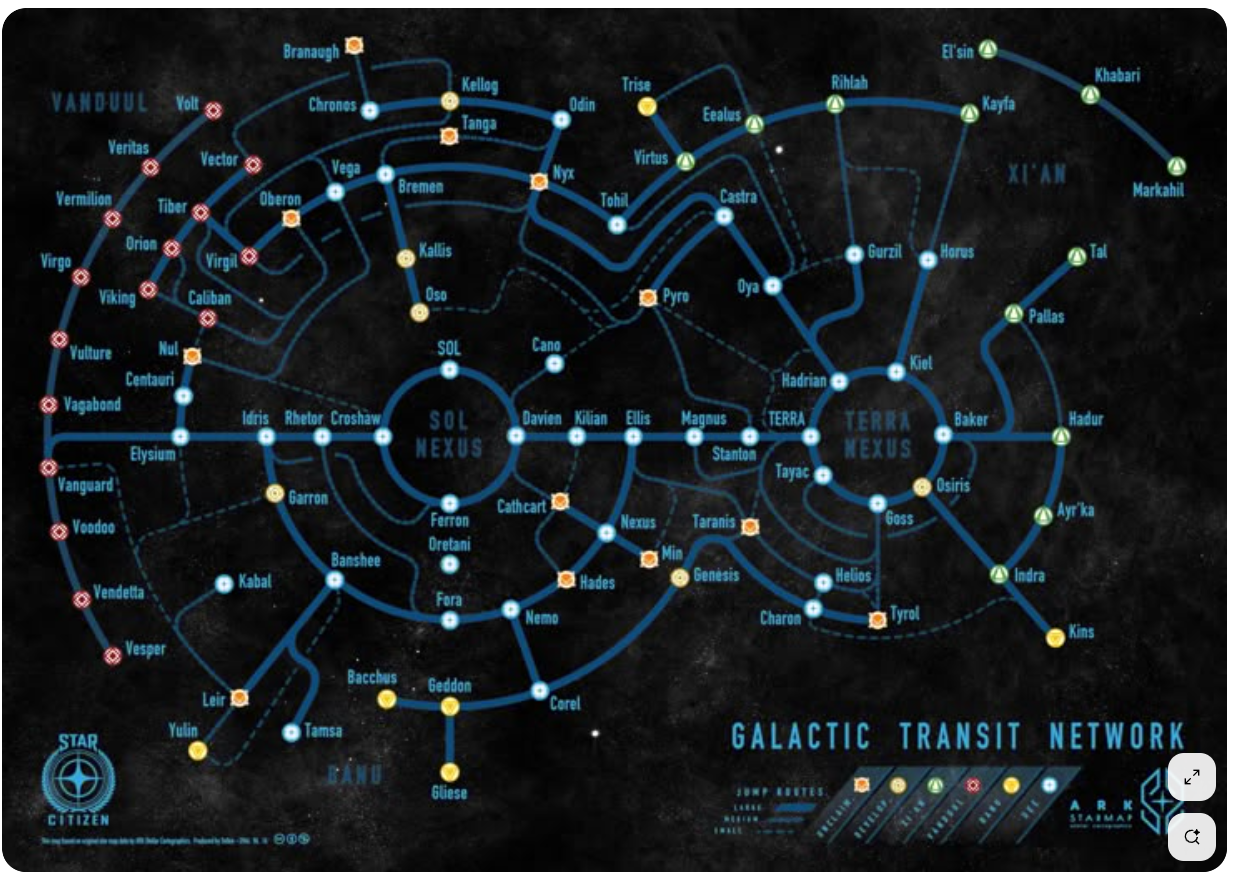 Branaugh
El'sin
VANDUUL
Volt
Kellog
Chronos
Odin
Trise
Rihlah
Khabari
Kayfa
Tanga
Eealus
Veritas
Vector
Vega
Bremen
Nyx
Virtus
XI'AN
Markahil
Vermilion
Tiber
Oberon
Tohil
Castra
Orion
Virgil
Kallis
Gurzil
Horus
Tal
Virgo
Viking
Caliban
Oso
Pyro
Oya
Pallas
Vulture
Nul
SOL
Cano
Kiel
Centauri
Hadrian
Vagabond
Idris
Rhetor
Croshaw
SOL
NEXUS
Davien
Kilian
Ellis
Magnus
TERRA
TERRA
NEXUS
Baker
Hadur
Elysium
Stanton
Vanguard
Tayac
Osiris
Garron
Cathcart
Ferron
Nexus
Taranis
Goss
Ayr'ka
Voodoo
Oretani
Min
Banshee
Kabal
Hades
Genesis
Helios
Indra
Vendetta
Fora
Nemo
Charon
Tyrol
Kins
Vesper
Bacchus
Geddon
Leir
Corel
Yulin
Tamsa
GALACTIC TRANSIT NETWORK
STAR
CITIZEN
BANU
Gliese
JUMP ROUTES
LARGE
MEDIUM
SMALL
UNCLAIM.
DEVELOP.
XI'AN
VANDUUL
BANU
UEE
ARK
STARMAP